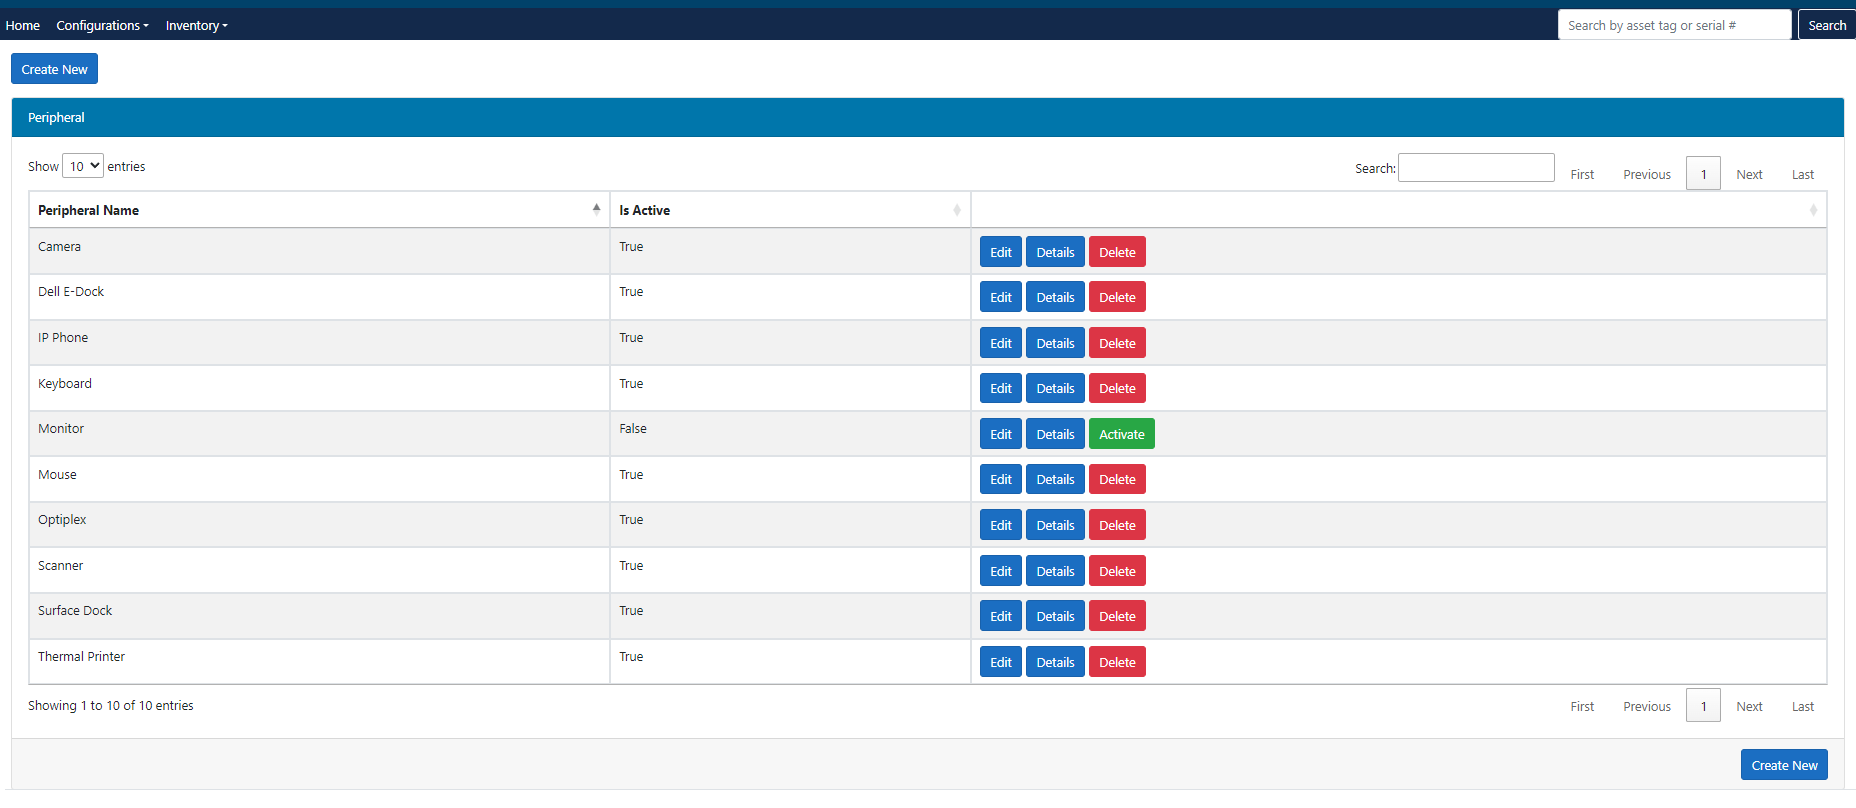 Home Configurations Inventory Search by asset tag or serial # Search
Create New
Peripheral
Show 10 entries Search: First Previous 1 Next Last
Peripheral Name Is Active
Camera True Edit Details Delete
Dell E-Dock True Edit Details Delete
IP Phone True Edit Details Delete
Keyboard True Edit Details Delete
Monitor False Edit Details Activate
Mouse True Edit Details Delete
Optiplex True Edit Details Delete
Scanner True Edit Details Delete
Surface Dock True Edit Details Delete
Thermal Printer True Edit Details Delete
Showing 1 to 10 of 10 entries First Previous 1 Next Last
Create New